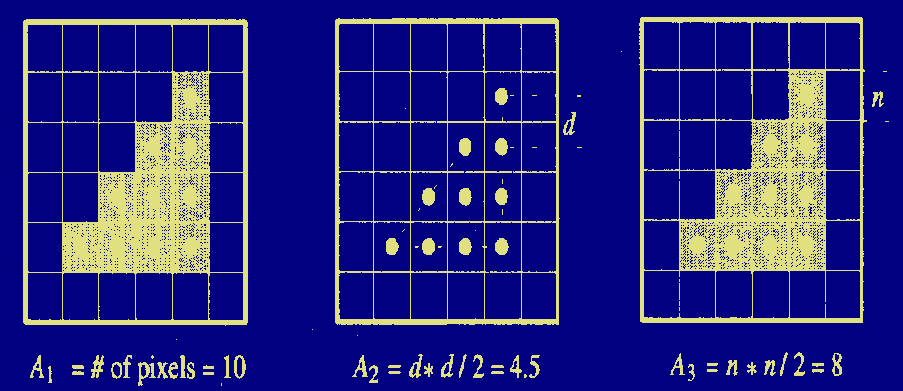 d
n
A₁ = # of pixels = 10
A₂ = d * d / 2 = 4.5
A₃ = n * n / 2 = 8